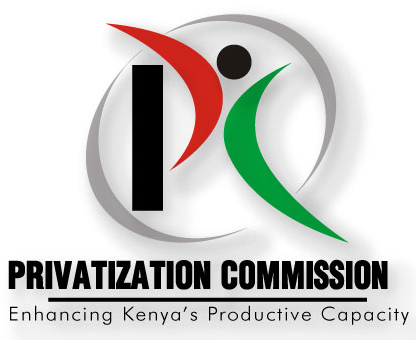 PRIVATIZATION COMMISSION
Enhancing Kenya's Productive Capacity